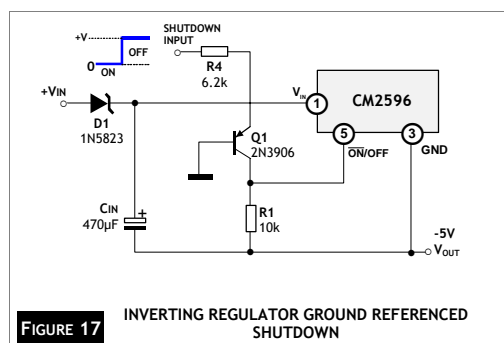 SHUTDOWN
INPUT
+V
OFF
0
ON
R4
6.2k
+VIN
D1
1N5823
VIN
1
CM2596
5
3
ON/OFF
GND
Q1
2N3906
CIN
470µF
+
R1
10k
-5V
VOUT
FIGURE 17
INVERTING REGULATOR GROUND REFERENCED
SHUTDOWN